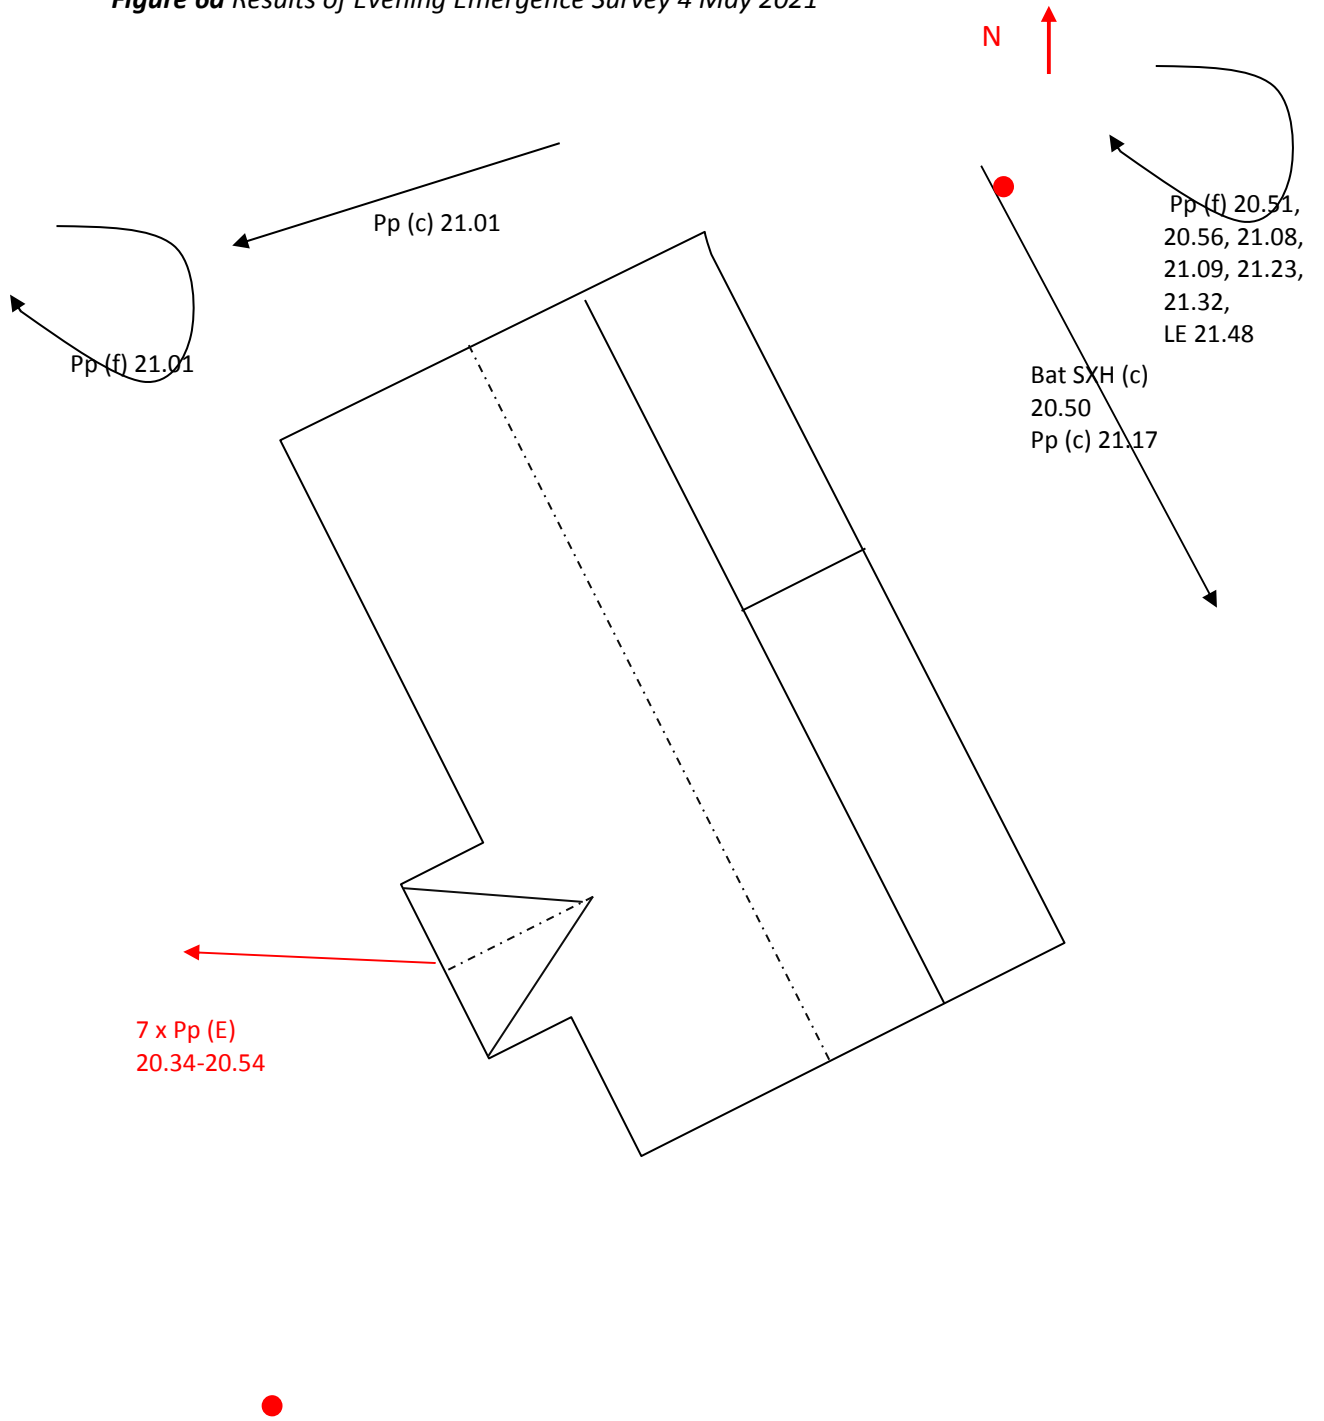 Figure 6a Results of Evening Emergence Survey 4 May 2021
N
Pp (c) 21.01
Pp (f) 20.51,
20.56, 21.08,
21.09, 21.23,
21.32,
LE 21.48
Pp (f) 21.01
Bat SXH (c)
20.50
Pp (c) 21.17
7 x Pp (E)
20.34-20.54